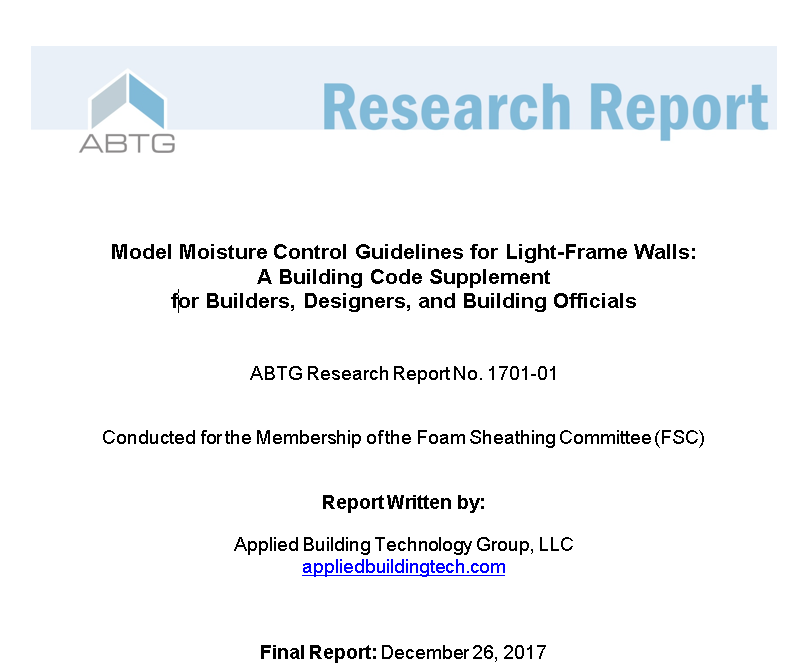 ABTG
Research Report
Model Moisture Control Guidelines for Light-Frame Walls:
A Building Code Supplement
for Builders, Designers, and Building Officials
ABTG Research Report No. 1701-01
Conducted for the Membership of the Foam Sheathing Committee (FSC)
Report Written by:
Applied Building Technology Group, LLC
appliedbuildingtech.com
Final Report: December 26, 2017